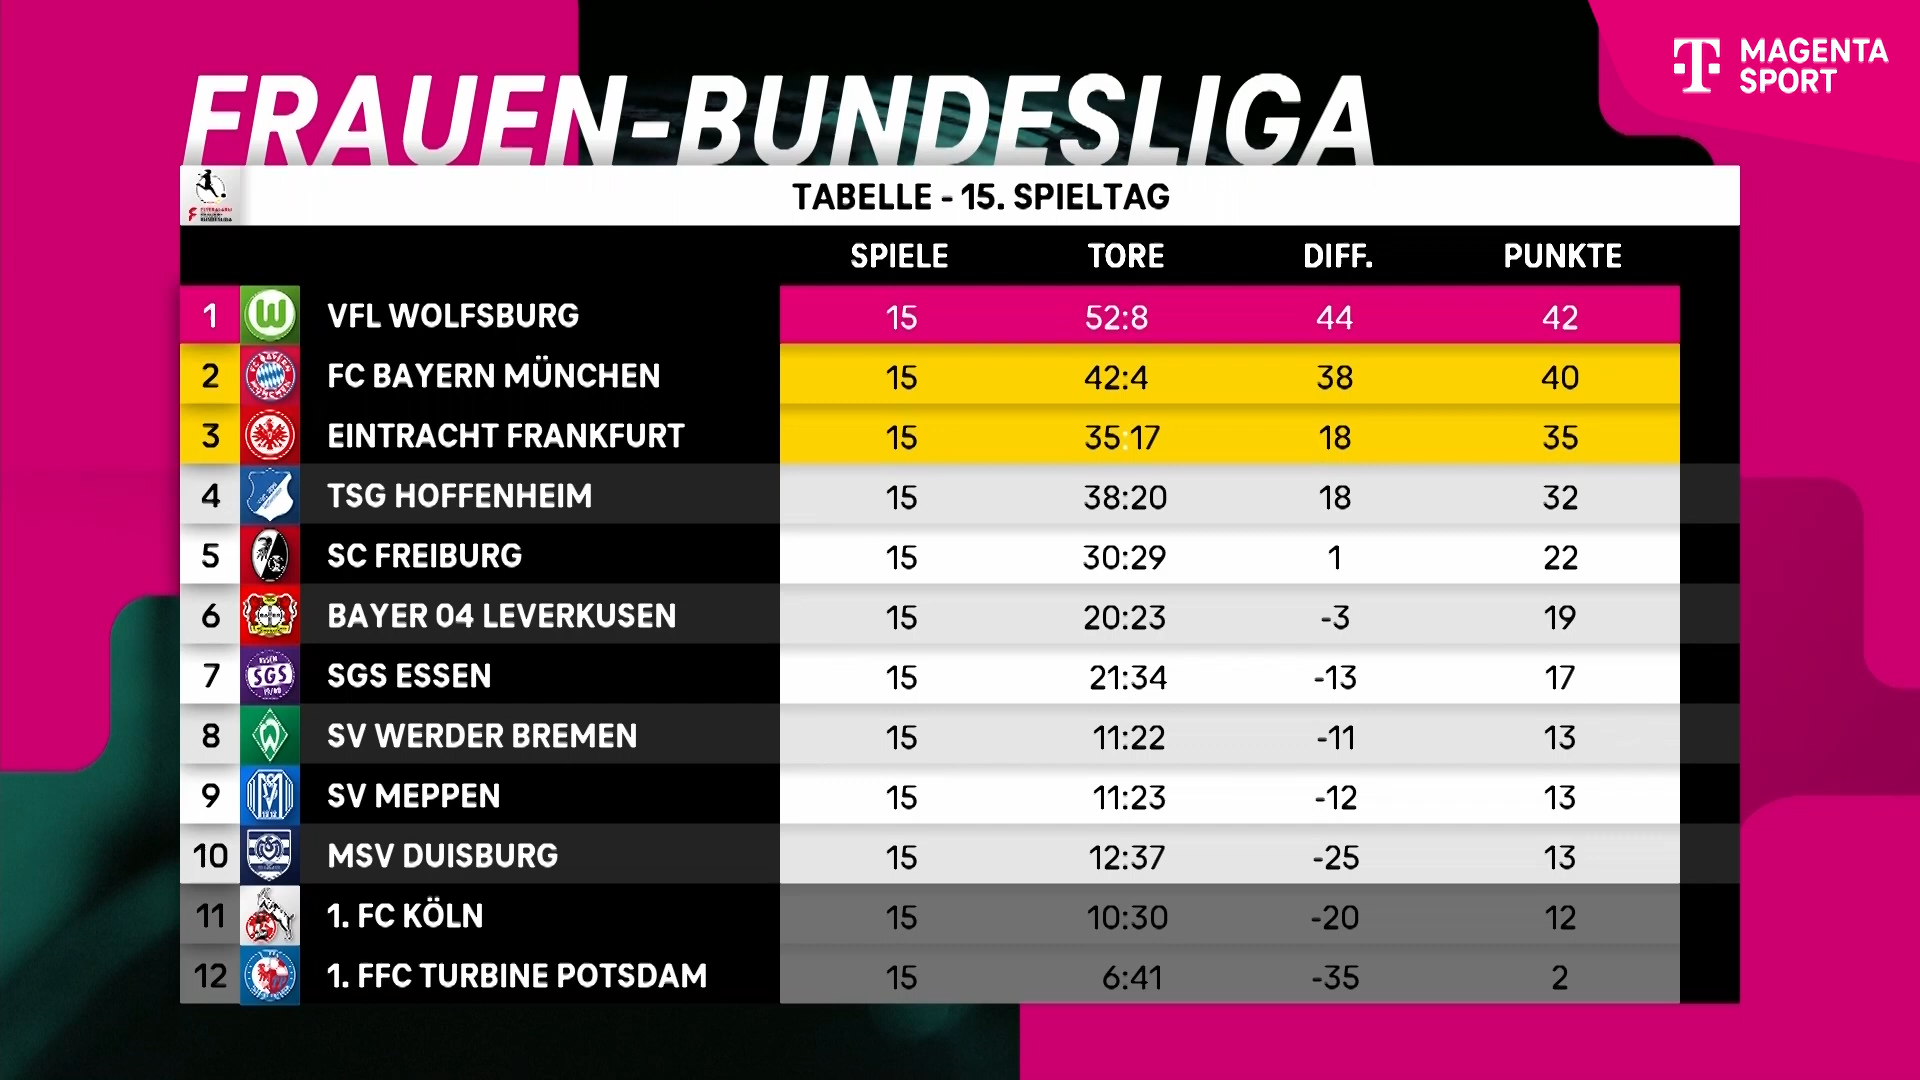 MAGENTA
SPORT
FRAUEN-BUNDESLIGA
TABELLE - 15. SPIELTAG
SPIELE TORE DIFF. PUNKTE
1 VFL WOLFSBURG 15 52:8 44 42
2 FC BAYERN MÜNCHEN 15 42:4 38 40
3 EINTRACHT FRANKFURT 15 35:17 18 35
4 TSG HOFFENHEIM 15 38:20 18 32
5 SC FREIBURG 15 30:29 1 22
6 BAYER 04 LEVERKUSEN 15 20:23 -3 19
7 SGS SGS ESSEN 15 21:34 -13 17
8 SV WERDER BREMEN 15 11:22 -11 13
9 SV MEPPEN 15 11:23 -12 13
10 MSV DUISBURG 15 12:37 -25 13
11 1. FC KÖLN 15 10:30 -20 12
12 1. FFC TURBINE POTSDAM 15 6:41 -35 2